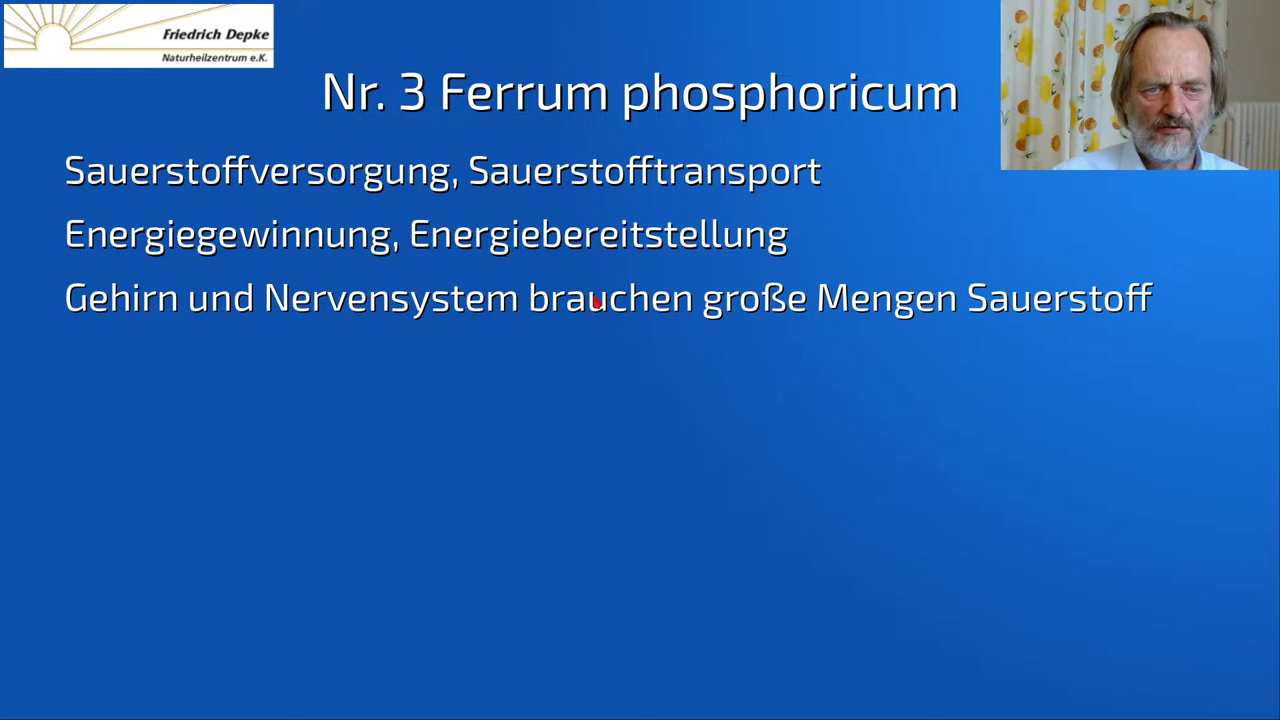 Friedrich Depke
Naturheilzentrum e.K.
Nr. 3 Ferrum phosphoricum
Sauerstoffversorgung, Sauerstofftransport
Energiegewinnung, Energiebereitstellung
Gehirn und Nervensystem brauchen große Mengen Sauerstoff